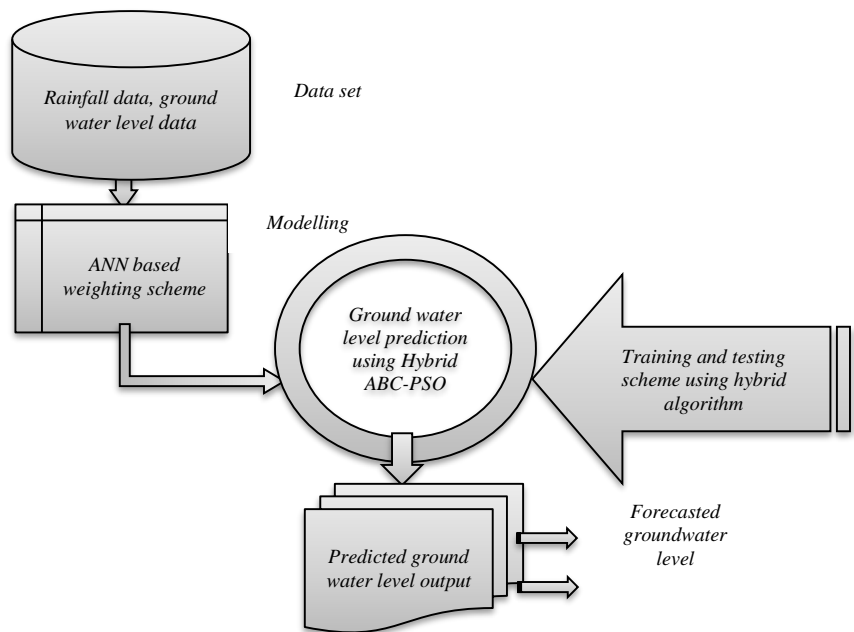 Rainfall data, ground
water level data
Data set
Modelling
ANN based
weighting scheme
Ground water
level prediction
using Hybrid
ABC-PSO
Training and testing
scheme using hybrid
algorithm
Predicted ground
water level output
Forecasted
groundwater
level